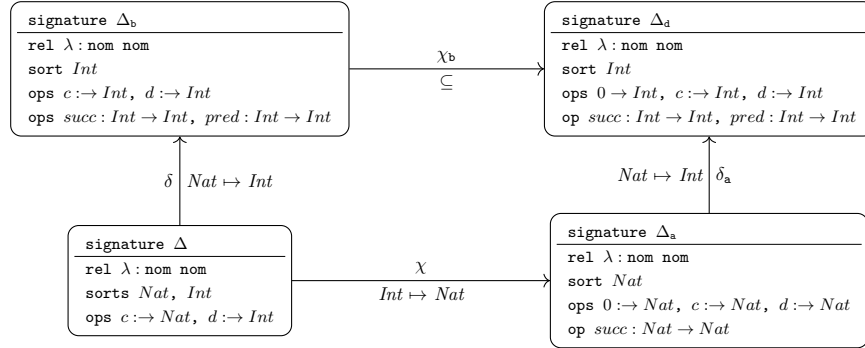 signature Δ_b
rel λ : nom nom
sort Int
ops c :→ Int, d :→ Int
ops succ : Int → Int, pred : Int → Int
χ_b
⊆
signature Δ_d
rel λ : nom nom
sort Int
ops 0 → Int, c :→ Int, d :→ Int
op succ : Int → Int, pred : Int → Int
δ Nat ↦ Int
Nat ↦ Int δ_a
signature Δ
rel λ : nom nom
sorts Nat, Int
ops c :→ Nat, d :→ Int
χ
Int ↦ Nat
signature Δ_a
rel λ : nom nom
sort Nat
ops 0 :→ Nat, c :→ Nat, d :→ Nat
op succ : Nat → Nat